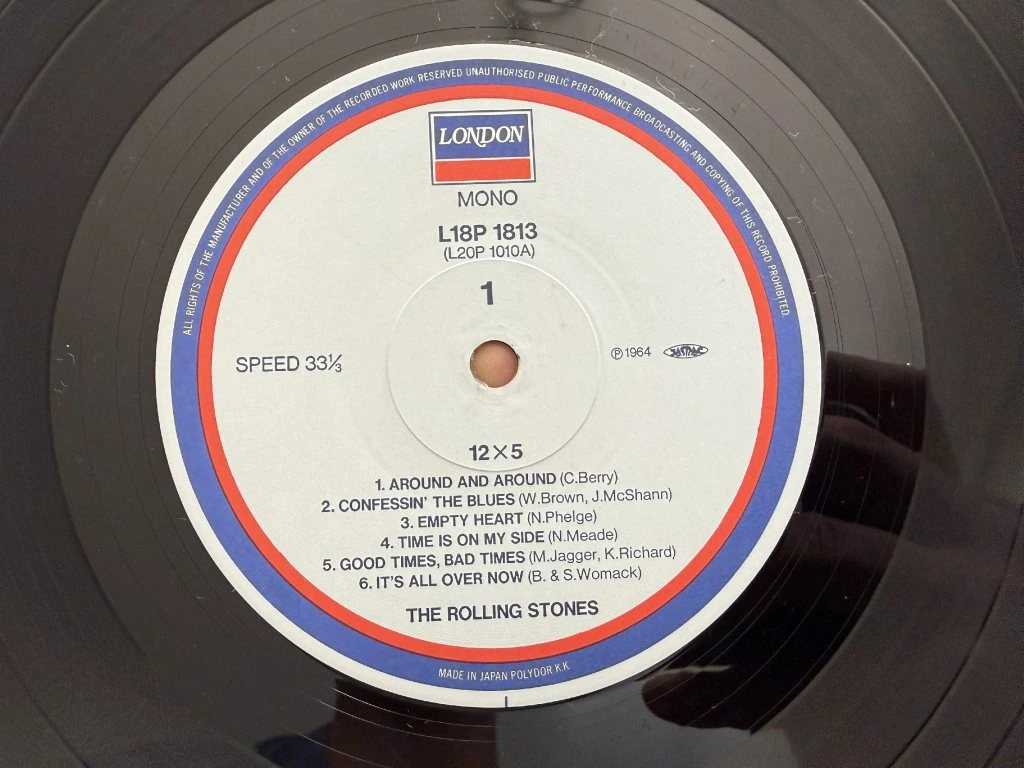 ALL RIGHTS OF THE MANUFACTURER AND OF THE OWNER OF THE RECORDED WORK RESERVED UNAUTHORISED PUBLIC PERFORMANCE BROADCASTING AND COPYING OF THIS RECORD PROHIBITED.
LONDON
MONO
L18P 1813
(L20P 1010A)
1
SPEED 33⅓
℗1964 JASRAC
12×5
1. AROUND AND AROUND (C.Berry)
2. CONFESSIN' THE BLUES (W.Brown, J.McShann)
3. EMPTY HEART (N.Phelge)
4. TIME IS ON MY SIDE (N.Meade)
5. GOOD TIMES, BAD TIMES (M.Jagger, K.Richard)
6. IT'S ALL OVER NOW (B. & S.Womack)
THE ROLLING STONES
MADE IN JAPAN POLYDOR K.K.